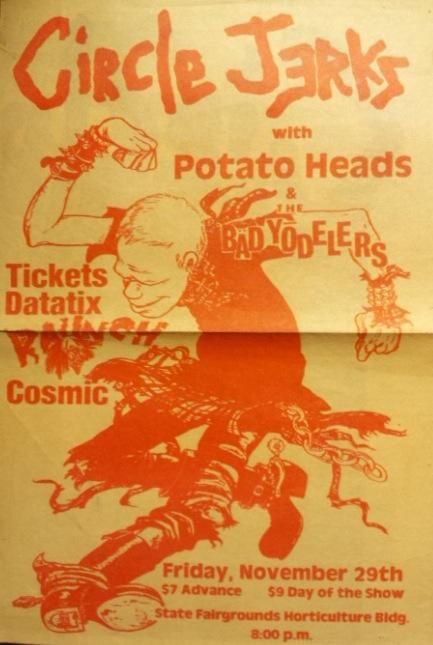 Circle Jerks
with
Potato Heads
&
THE
BAD YODELERS
Tickets
Datatix
RAUNCH
Cosmic
Friday, November 29th
$7 Advance $9 Day of the Show
State Fairgrounds Horticulture Bldg.
8:00 p.m.